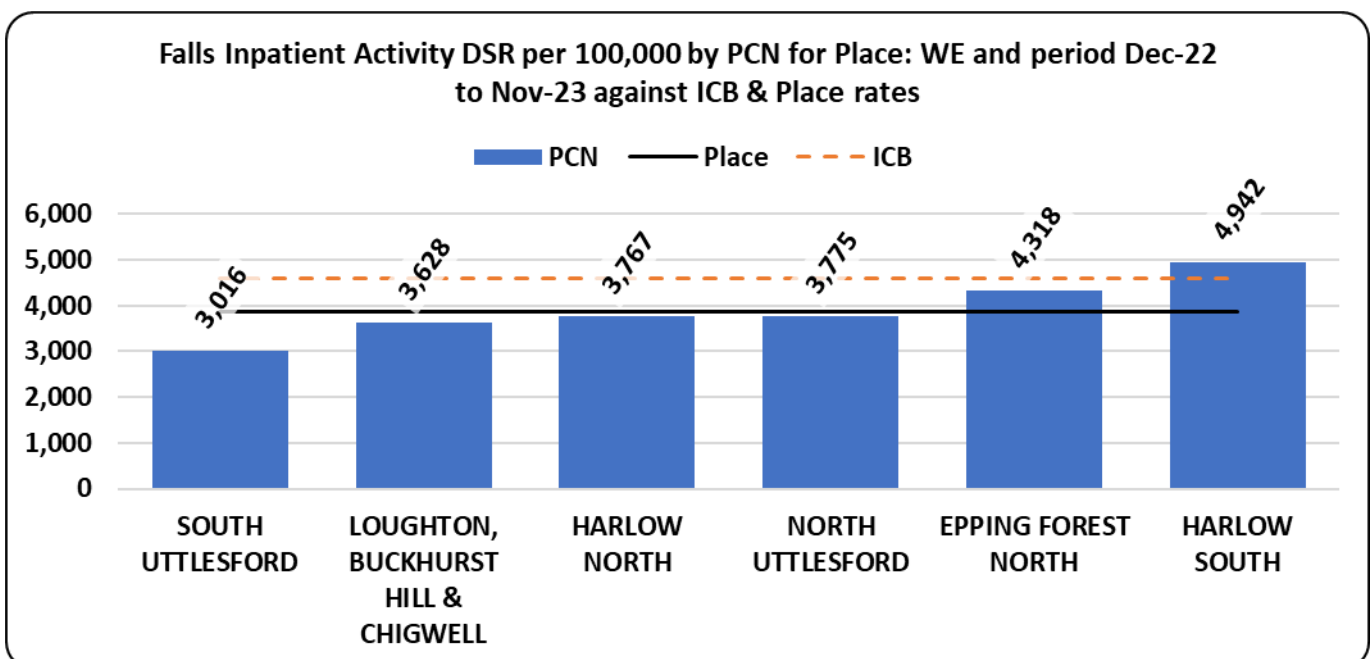 Falls Inpatient Activity DSR per 100,000 by PCN for Place: WE and period Dec-22
to Nov-23 against ICB & Place rates
PCN Place ICB
6,000
5,000
4,000
3,000
2,000
1,000
0
3,016
3,628
3,767
3,775
4,318
4,942
SOUTH
UTTLESFORD
LOUGHTON,
BUCKHURST
HILL &
CHIGWELL
HARLOW
NORTH
NORTH
UTTLESFORD
EPPING FOREST
NORTH
HARLOW
SOUTH